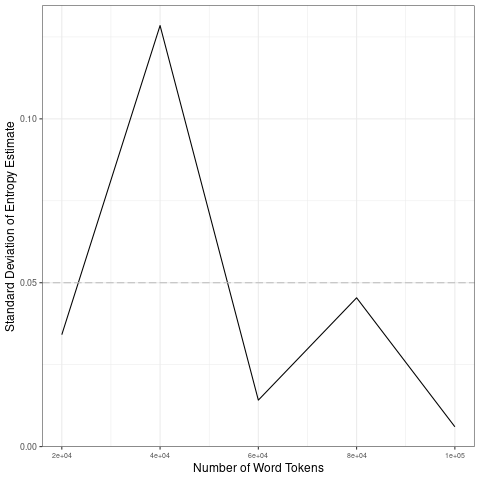 Standard Deviation of Entropy Estimate
0.10
0.05
0.00
2e+04 4e+04 6e+04 8e+04 1e+05
Number of Word Tokens